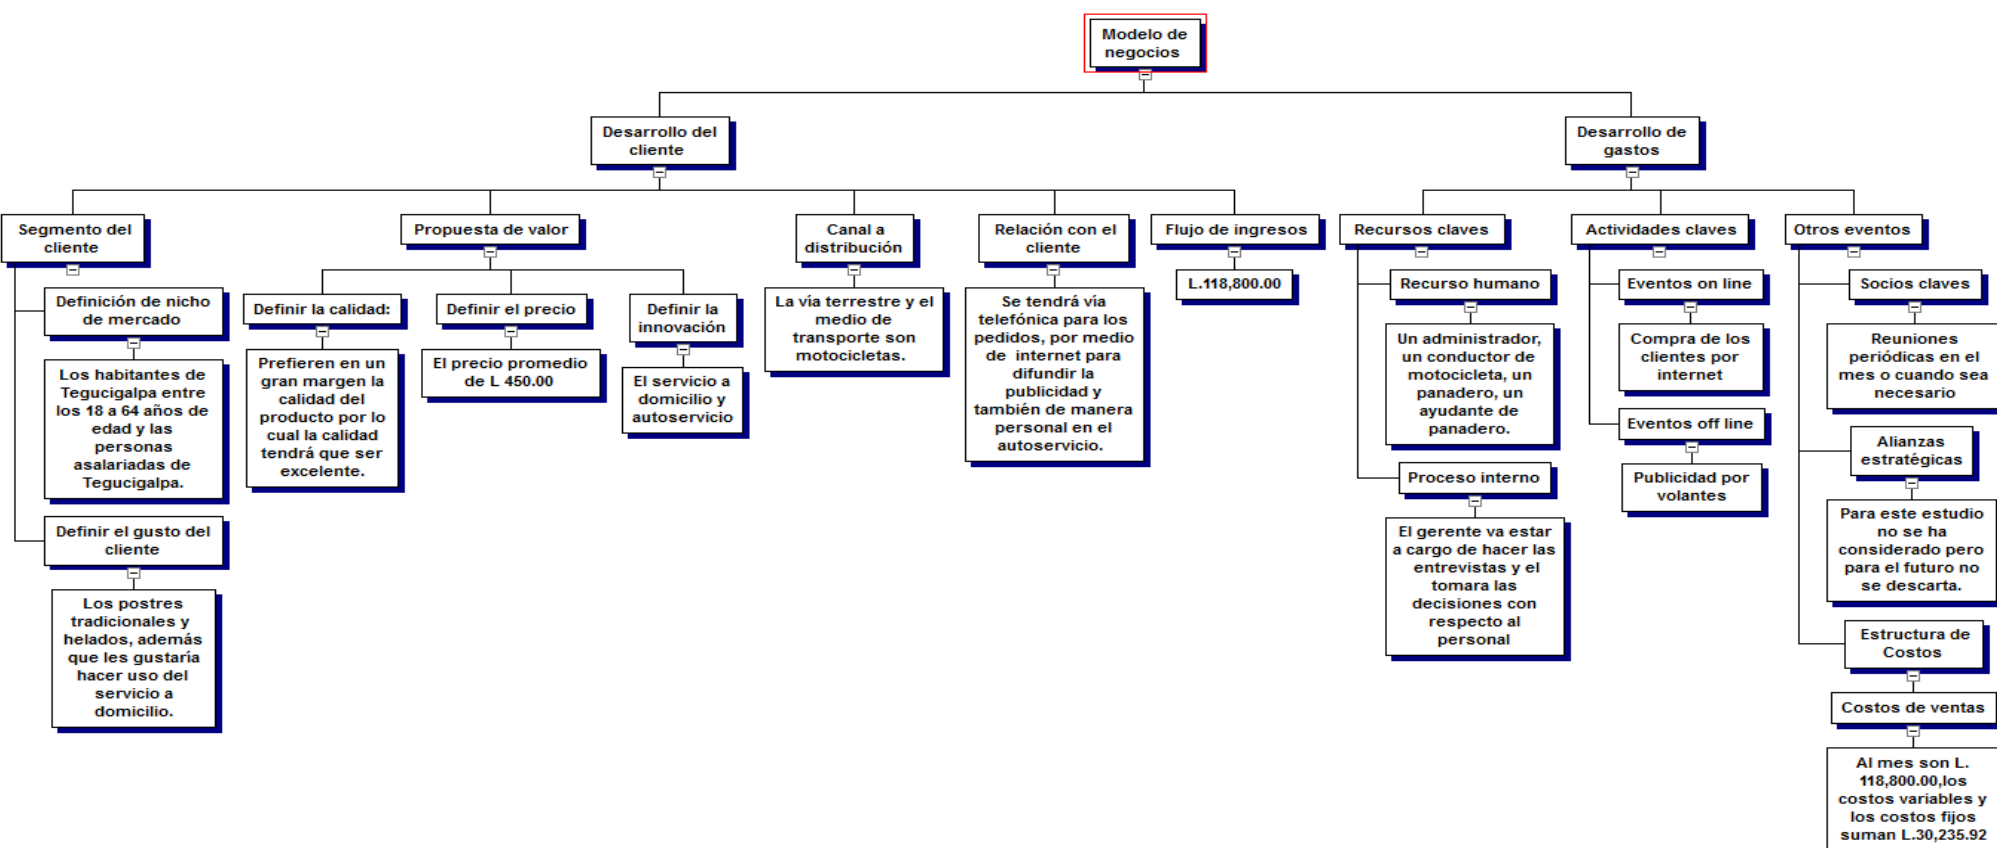 Modelo de
negocios
Desarrollo del
cliente
Desarrollo de
gastos
Segmento del
cliente
Propuesta de valor
Canal a
distribución
Relación con el
cliente
Flujo de ingresos
Recursos claves
Actividades claves
Otros eventos
Definición de nicho
de mercado
Los habitantes de
Tegucigalpa entre
los 18 a 64 años de
edad y las
personas
asalariadas de
Tegucigalpa.
Definir el gusto del
cliente
Los postres
tradicionales y
helados, además
que les gustaría
hacer uso del
servicio a
domicilio.
Definir la calidad:
Prefieren en un
gran margen la
calidad del
producto por lo
cual la calidad
tendrá que ser
excelente.
Definir el precio
El precio promedio
de L 450.00
Definir la
innovación
El servicio a
domicilio y
autoservicio
La vía terrestre y el
medio de
transporte son
motocicletas.
Se tendrá vía
telefónica para los
pedidos, por medio
de internet para
difundir la
publicidad y
también de manera
personal en el
autoservicio.
L.118,800.00
Recurso humano
Un administrador,
un conductor de
motocicleta, un
panadero, un
ayudante de
panadero.
Proceso interno
El gerente va estar
a cargo de hacer las
entrevistas y el
tomara las
decisiones con
respecto al
personal
Eventos on line
Compra de los
clientes por
internet
Eventos off line
Publicidad por
volantes
Socios claves
Reuniones
periódicas en el
mes o cuando sea
necesario
Alianzas
estratégicas
Para este estudio
no se ha
considerado pero
para el futuro no
se descarta.
Estructura de
Costos
Costos de ventas
Al mes son L.
118,800.00,los
costos variables y
los costos fijos
suman L.30,235.92